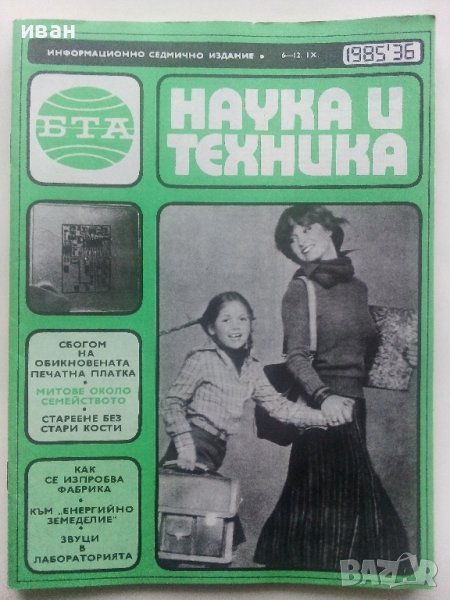 иван
ИНФОРМАЦИОННО СЕДМИЧНО ИЗДАНИЕ •
6—12. IX.
1985'36
БТА
НАУКА И
ТЕХНИКА
СБОГОМ
НА
ОБИКНОВЕНАТА
ПЕЧАТНА ПЛАТКА
•
МИТОВЕ ОКОЛО
СЕМЕЙСТВОТО
•
СТАРЕЕНЕ БЕЗ
СТАРИ КОСТИ
КАК
СЕ ИЗПРОБВА
ФАБРИКА
•
КЪМ „ЕНЕРГИЙНО
ЗЕМЕДЕЛИЕ"
•
ЗВУЦИ
В
ЛАБОРАТОРИЯТА
BAZAR